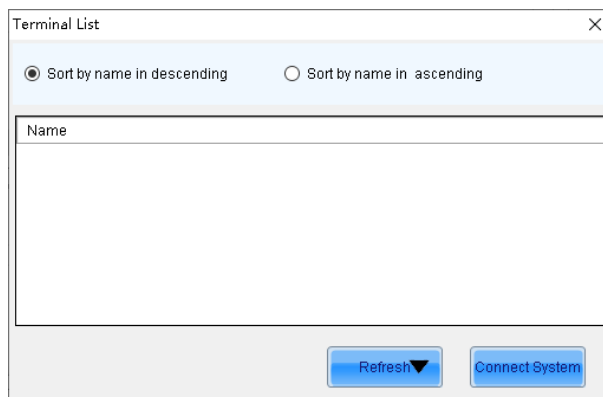 Terminal List
Sort by name in descending
Sort by name in ascending
Name
Refresh
Connect System